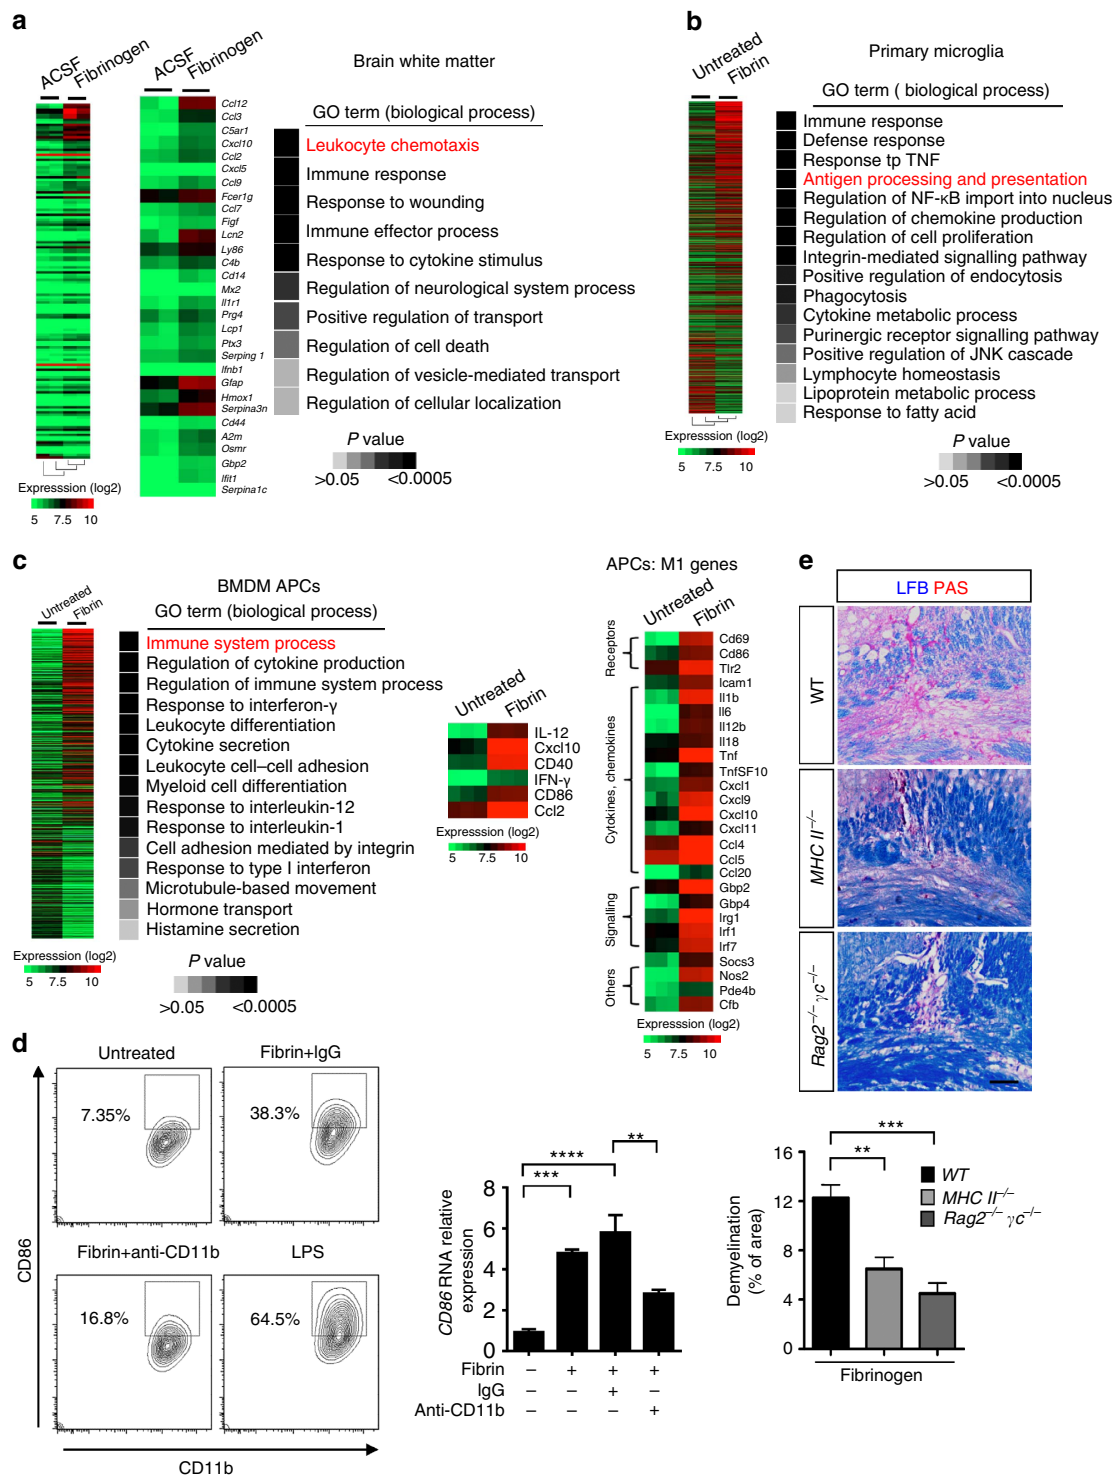 a
ACSF
Fibrinogen
ACSF
Fibrinogen
Brain white matter
GO term (biological process)
Ccl12
Ccl3
C5ar1
Cxcl10
Ccl2
Cxcl5
Ccl9
Fcer1g
Ccl7
Figf
Lcn2
Ly86
C4b
Cd14
Mx2
Il1r1
Prg4
Lcp1
Ptx3
Serping 1
Ifnb1
Gfap
Hmox1
Serpina3n
Cd44
A2m
Osmr
Gbp2
Ifit1
Serpina1c
Leukocyte chemotaxis
Immune response
Response to wounding
Immune effector process
Response to cytokine stimulus
Regulation of neurological system process
Positive regulation of transport
Regulation of cell death
Regulation of vesicle-mediated transport
Regulation of cellular localization
P value
>0.05 <0.0005
Expresssion (log2)
5 7.5 10
b
Untreated
Fibrin
Primary microglia
GO term ( biological process)
Immune response
Defense response
Response tp TNF
Antigen processing and presentation
Regulation of NF-κB import into nucleus
Regulation of chemokine production
Regulation of cell proliferation
Integrin-mediated signalling pathway
Positive regulation of endocytosis
Phagocytosis
Cytokine metabolic process
Purinergic receptor signalling pathway
Positive regulation of JNK cascade
Lymphocyte homeostasis
Lipoprotein metabolic process
Response to fatty acid
Expresssion (log2)
5 7.5 10
P value
>0.05 <0.0005
c
Untreated
Fibrin
BMDM APCs
GO term (biological process)
Immune system process
Regulation of cytokine production
Regulation of immune system process
Response to interferon-γ
Leukocyte differentiation
Cytokine secretion
Leukocyte cell–cell adhesion
Myeloid cell differentiation
Response to interleukin-12
Response to interleukin-1
Cell adhesion mediated by integrin
Response to type I interferon
Microtubule-based movement
Hormone transport
Histamine secretion
Expresssion (log2)
5 7.5 10
P value
>0.05 <0.0005
Untreated
Fibrin
IL-12
Cxcl10
CD40
IFN-γ
CD86
Ccl2
Expresssion (log2)
5 7.5 10
APCs: M1 genes
Untreated
Fibrin
Receptors
Cytokines, chemokines
Signalling
Others
Cd69
Cd86
Tlr2
Icam1
Il1b
Il6
Il12b
Il18
Tnf
TnfSF10
Cxcl1
Cxcl9
Cxcl10
Cxcl11
Ccl4
Ccl5
Ccl20
Gbp2
Gbp4
Irg1
Irf1
Irf7
Socs3
Nos2
Pde4b
Cfb
Expresssion (log2)
5 7.5 10
e
LFB PAS
WT
MHC II–/–
Rag2–/– γc–/–
d
Untreated
7.35%
Fibrin+IgG
38.3%
Fibrin+anti-CD11b
16.8%
LPS
64.5%
CD86
CD11b
CD86 RNA relative
expression
8
6
4
2
0
***
****
**
Fibrin – + + +
IgG – – + –
Anti-CD11b – – – +
Demyelination
(% of area)
16
12
8
4
0
**
***
WT
MHC II–/–
Rag2–/– γc–/–
Fibrinogen